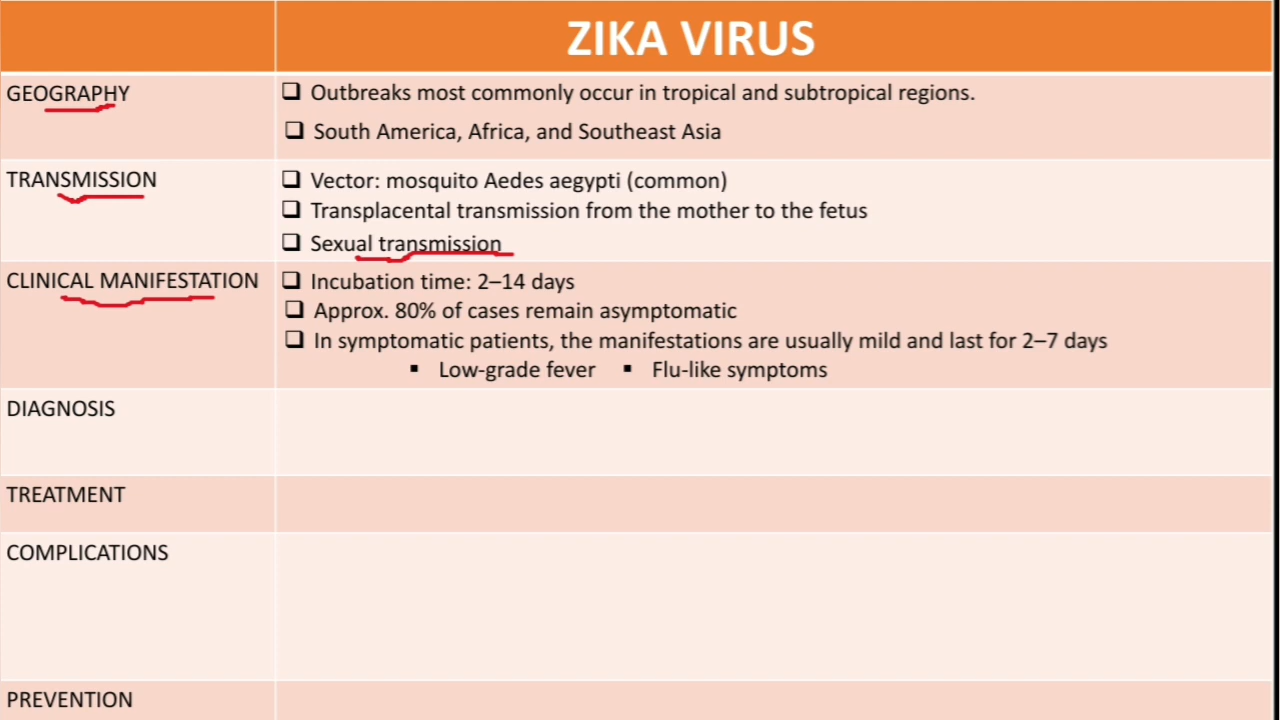 ZIKA VIRUS
GEOGRAPHY
❑ Outbreaks most commonly occur in tropical and subtropical regions.
❑ South America, Africa, and Southeast Asia
TRANSMISSION
❑ Vector: mosquito Aedes aegypti (common)
❑ Transplacental transmission from the mother to the fetus
❑ Sexual transmission
CLINICAL MANIFESTATION
❑ Incubation time: 2–14 days
❑ Approx. 80% of cases remain asymptomatic
❑ In symptomatic patients, the manifestations are usually mild and last for 2–7 days
▪ Low-grade fever ▪ Flu-like symptoms
DIAGNOSIS
TREATMENT
COMPLICATIONS
PREVENTION